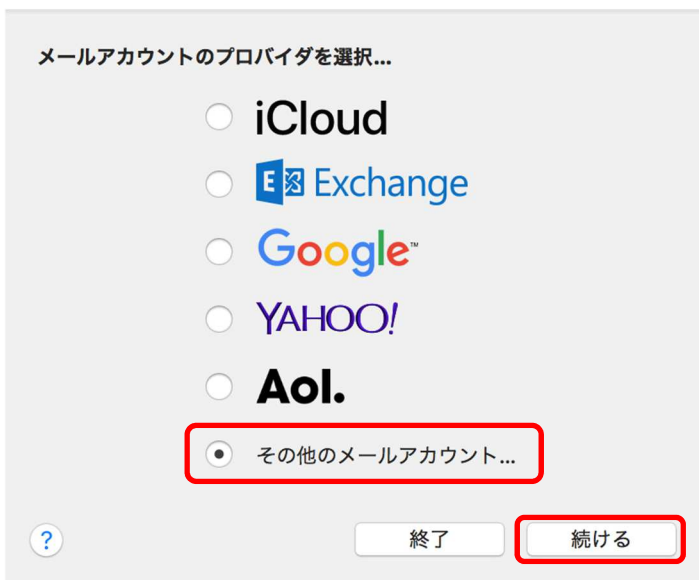 メールアカウントのプロバイダを選択...
iCloud
E Exchange
Google™
YAHOO!
Aol.
その他のメールアカウント...
? 終了 続ける